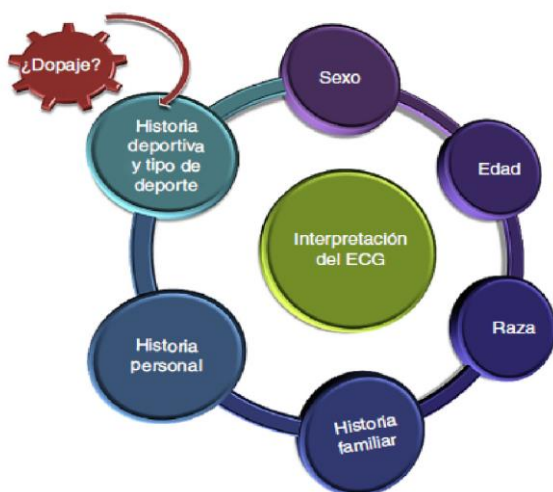 ¿Dopaje?
Historia
deportiva
y tipo de
deporte
Sexo
Edad
Interpretación
del ECG
Raza
Historia
personal
Historia
familiar